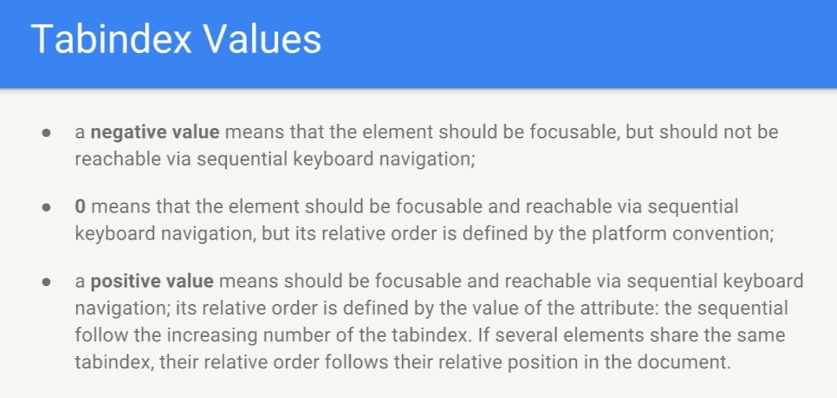 Tabindex Values
● a negative value means that the element should be focusable, but should not be
reachable via sequential keyboard navigation;
● 0 means that the element should be focusable and reachable via sequential
keyboard navigation, but its relative order is defined by the platform convention;
● a positive value means should be focusable and reachable via sequential keyboard
navigation; its relative order is defined by the value of the attribute: the sequential
follow the increasing number of the tabindex. If several elements share the same
tabindex, their relative order follows their relative position in the document.